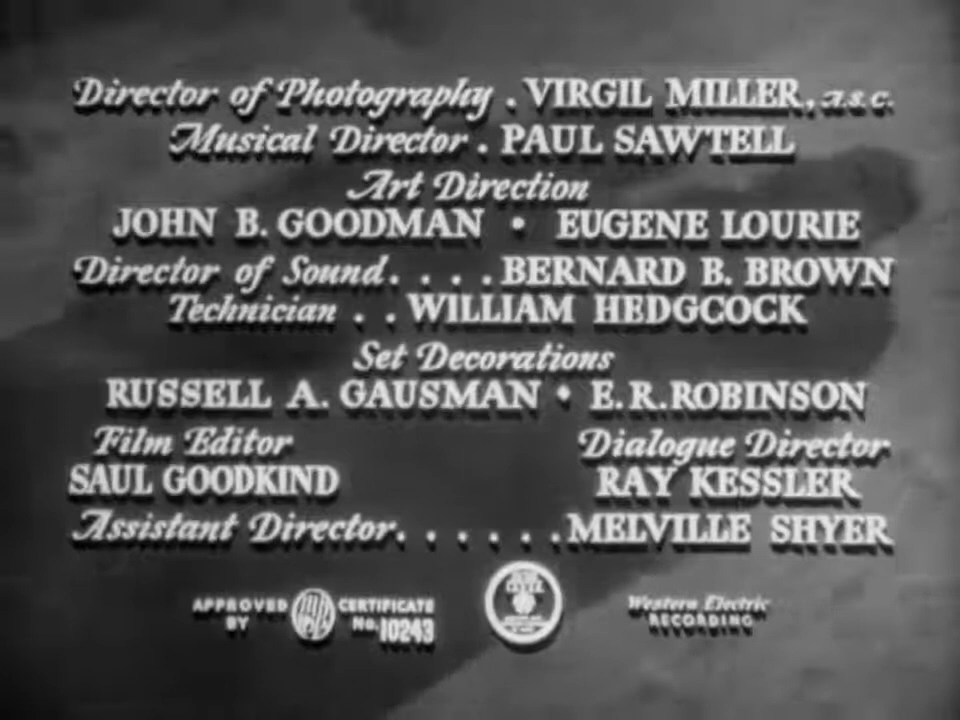 Director of Photography . VIRGIL MILLER, A.S.C.
Musical Director . PAUL SAWTELL
Art Direction
JOHN B. GOODMAN • EUGENE LOURIE
Director of Sound . . . . BERNARD B. BROWN
Technician . . WILLIAM HEDGCOCK
Set Decorations
RUSSELL A. GAUSMAN • E.R. ROBINSON
Film Editor Dialogue Director
SAUL GOODKIND RAY KESSLER
Assistant Director. . . . . . MELVILLE SHYER
APPROVED BY CERTIFICATE No. 10243
Western Electric
RECORDING